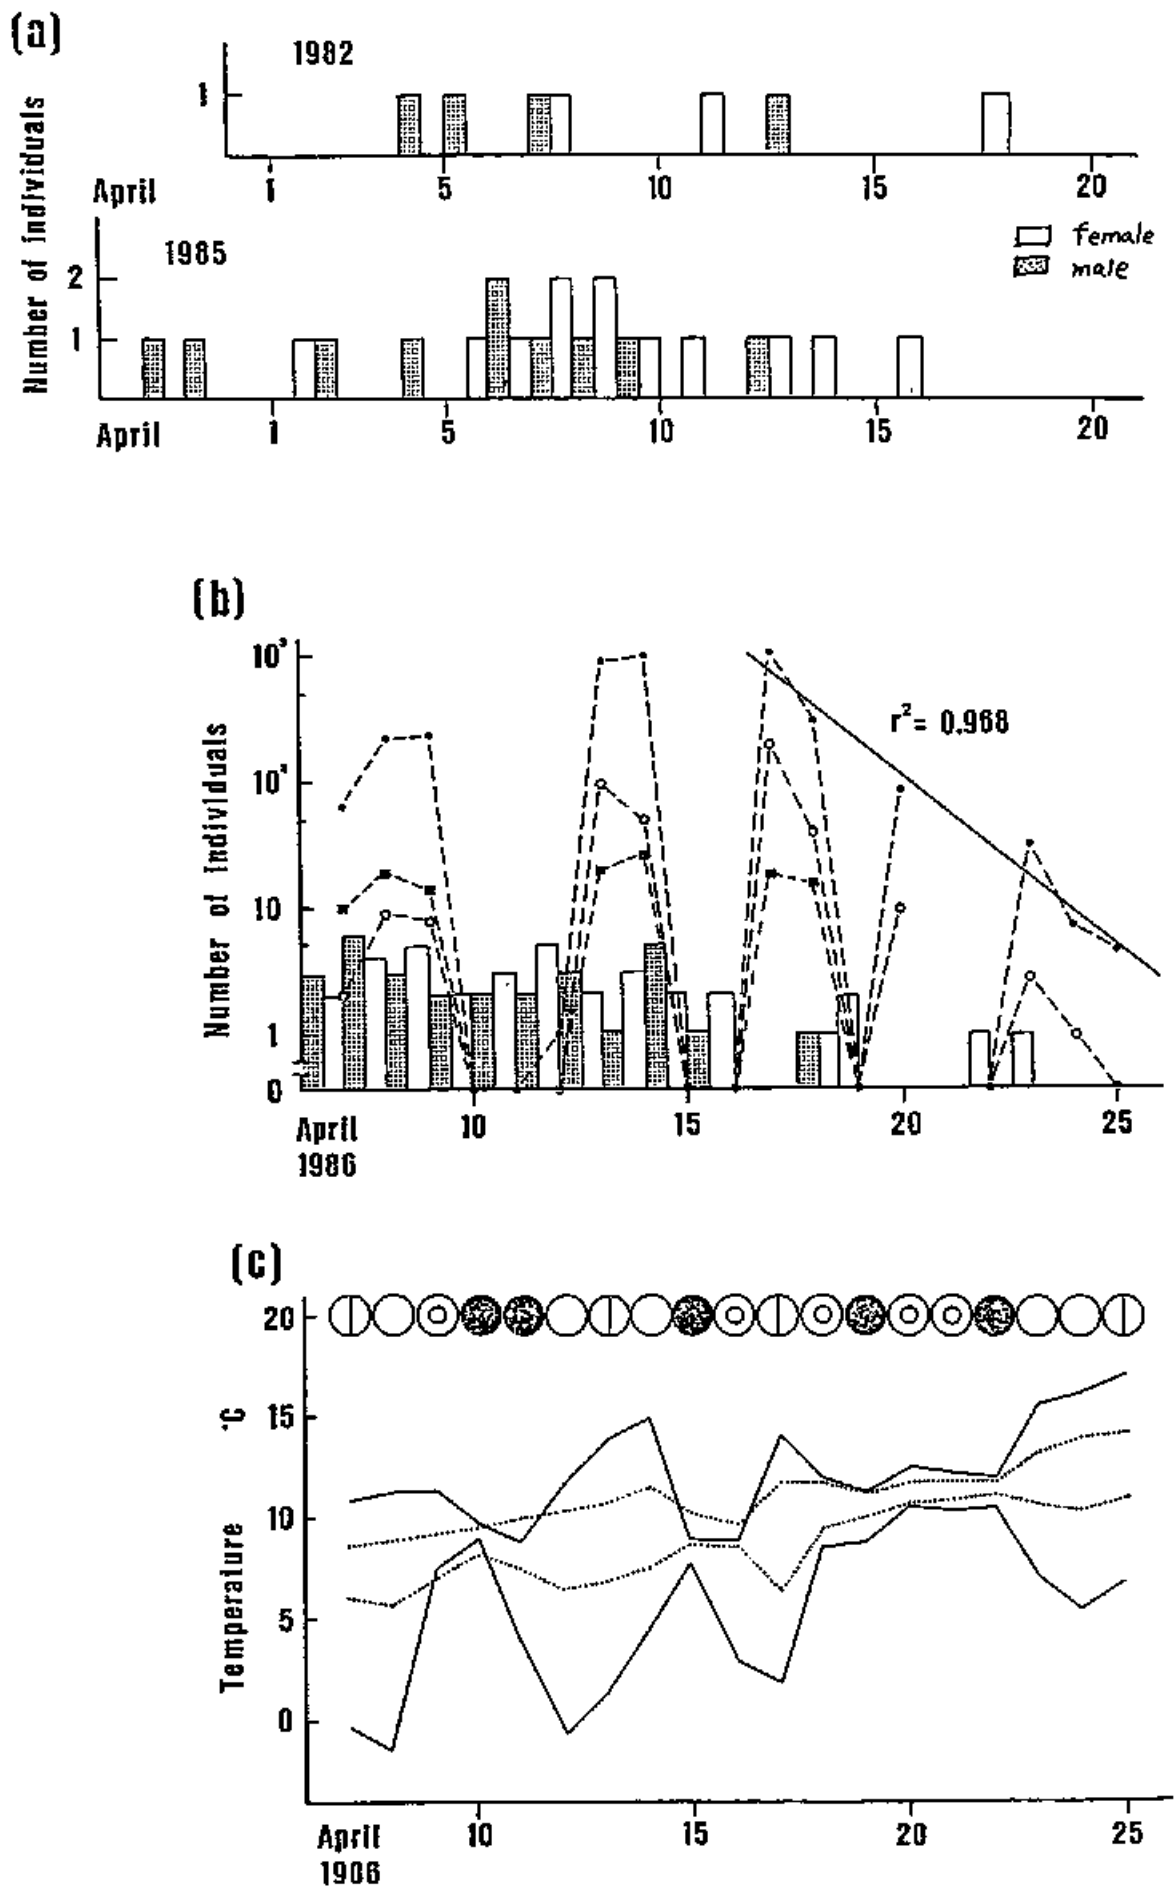 (a)
1982
Number of individuals
1
April 1 5 10 15 20
female
male
1985
2
1
April 1 5 10 15 20
(b)
Number of individuals
10³
r² = 0.968
10²
10
1
0
April 10 15 20 25
1986
(c)
Temperature °C
20
15
10
5
0
April 10 15 20 25
1986